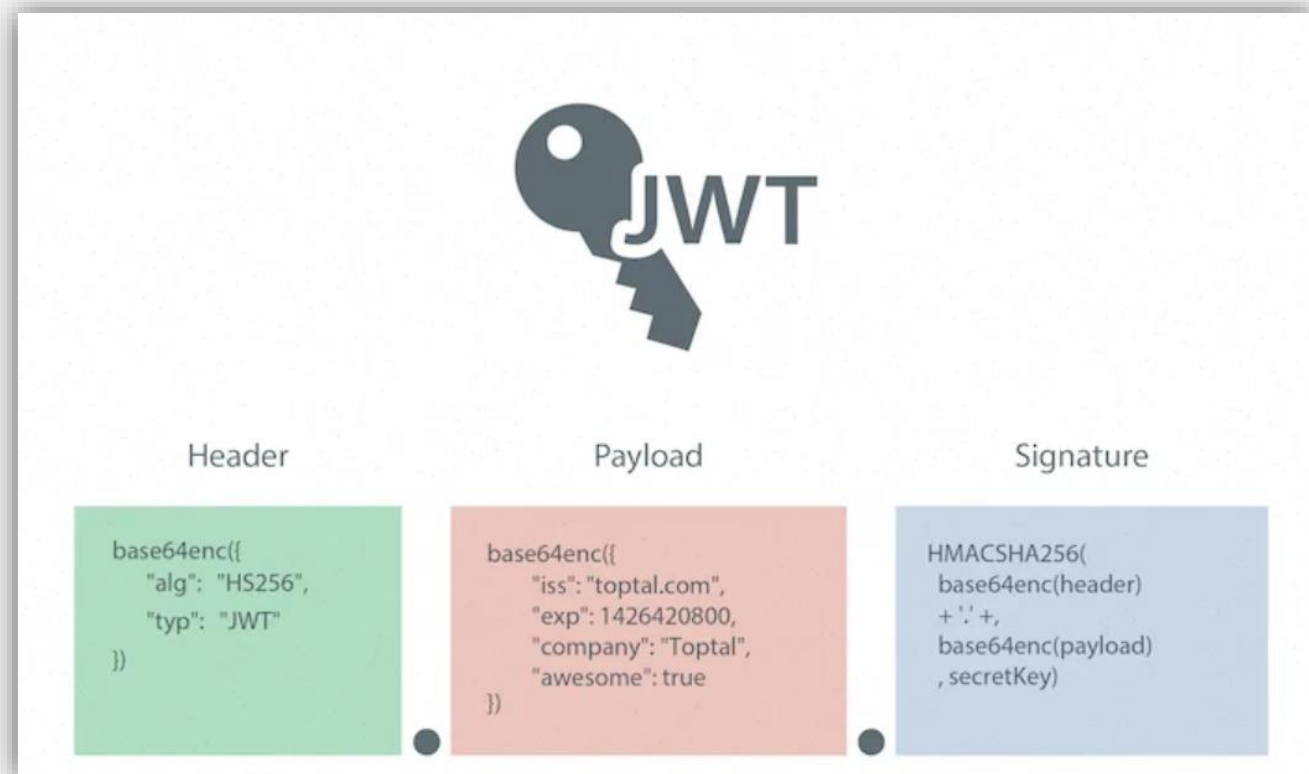 JWT
Header
base64enc({
"alg": "HS256",
"typ": "JWT"
})
Payload
base64enc({
"iss": "toptal.com",
"exp": 1426420800,
"company": "Toptal",
"awesome": true
})
Signature
HMACSHA256(
base64enc(header)
+ '.' +,
base64enc(payload)
, secretKey)